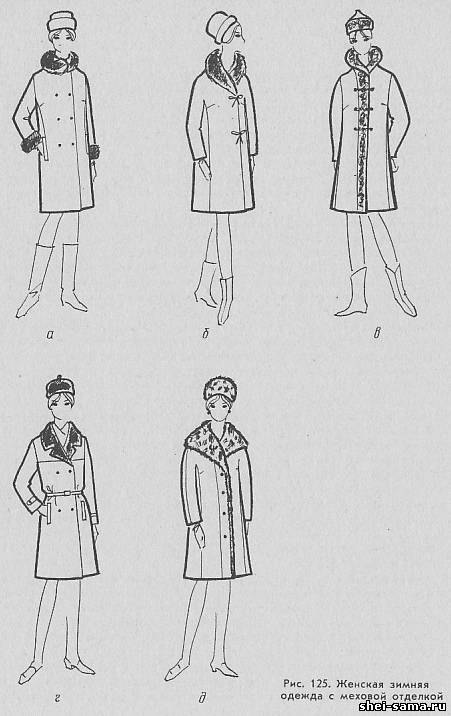 а
б
в
г
д
Рис. 125. Женская зимняя
одежда с меховой отделкой
shei-sama.ru